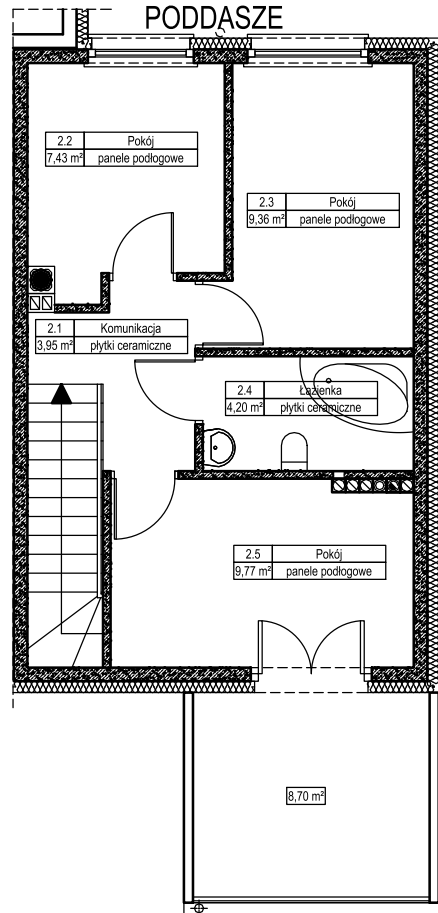 PODDASZE
2.2 Pokój
7,43 m² panele podłogowe
2.3 Pokój
9,36 m² panele podłogowe
2.1 Komunikacja
3,95 m² płytki ceramiczne
2.4 Łazienka
4,20 m² płytki ceramiczne
2.5 Pokój
9,77 m² panele podłogowe
8,70 m²